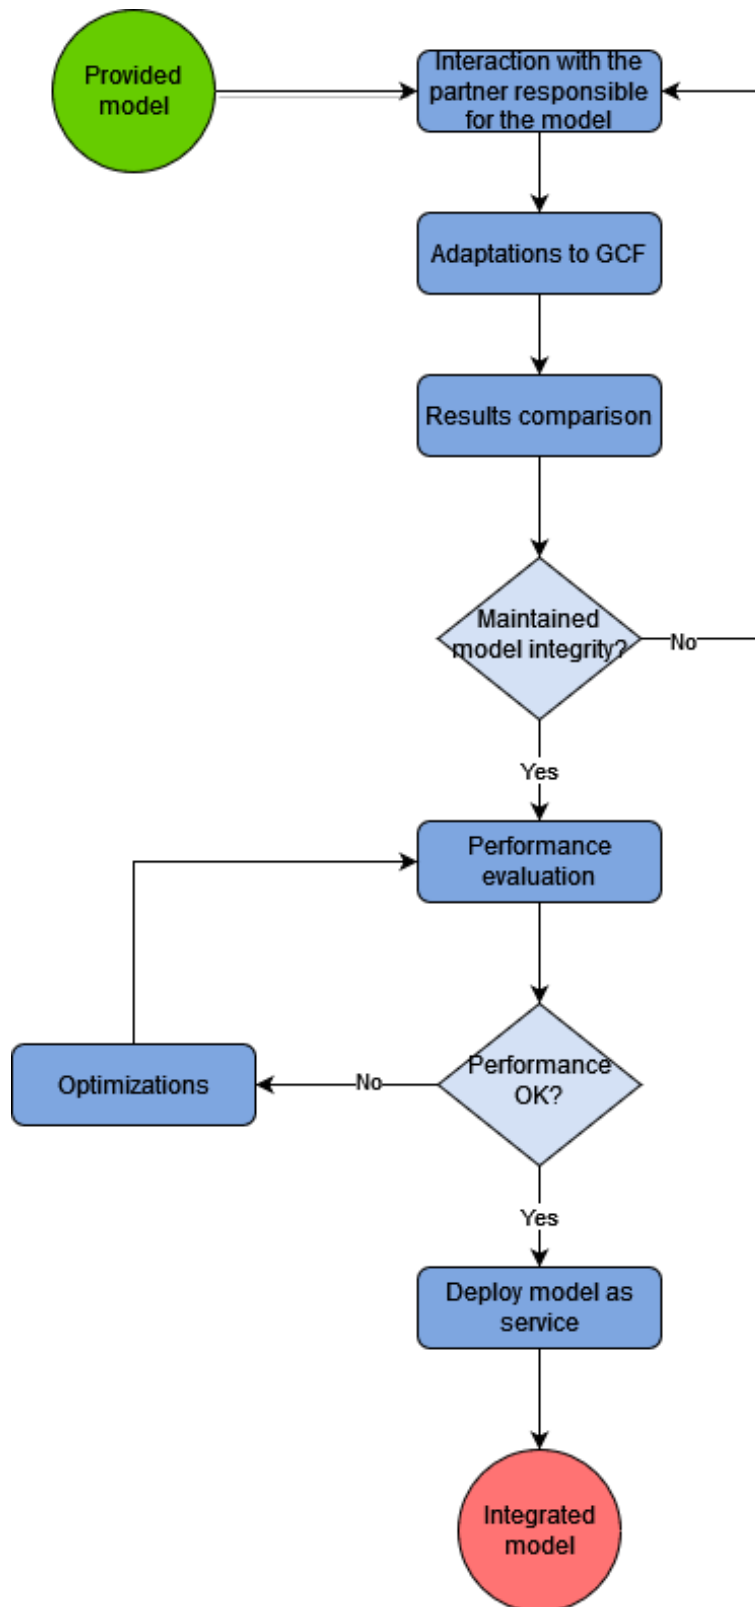 Provided
model
Interaction with the
partner responsible
for the model
Adaptations to GCF
Results comparison
Maintained
model integrity?
No
Yes
Performance
evaluation
Optimizations
No
Performance
OK?
Yes
Deploy model as
service
Integrated
model